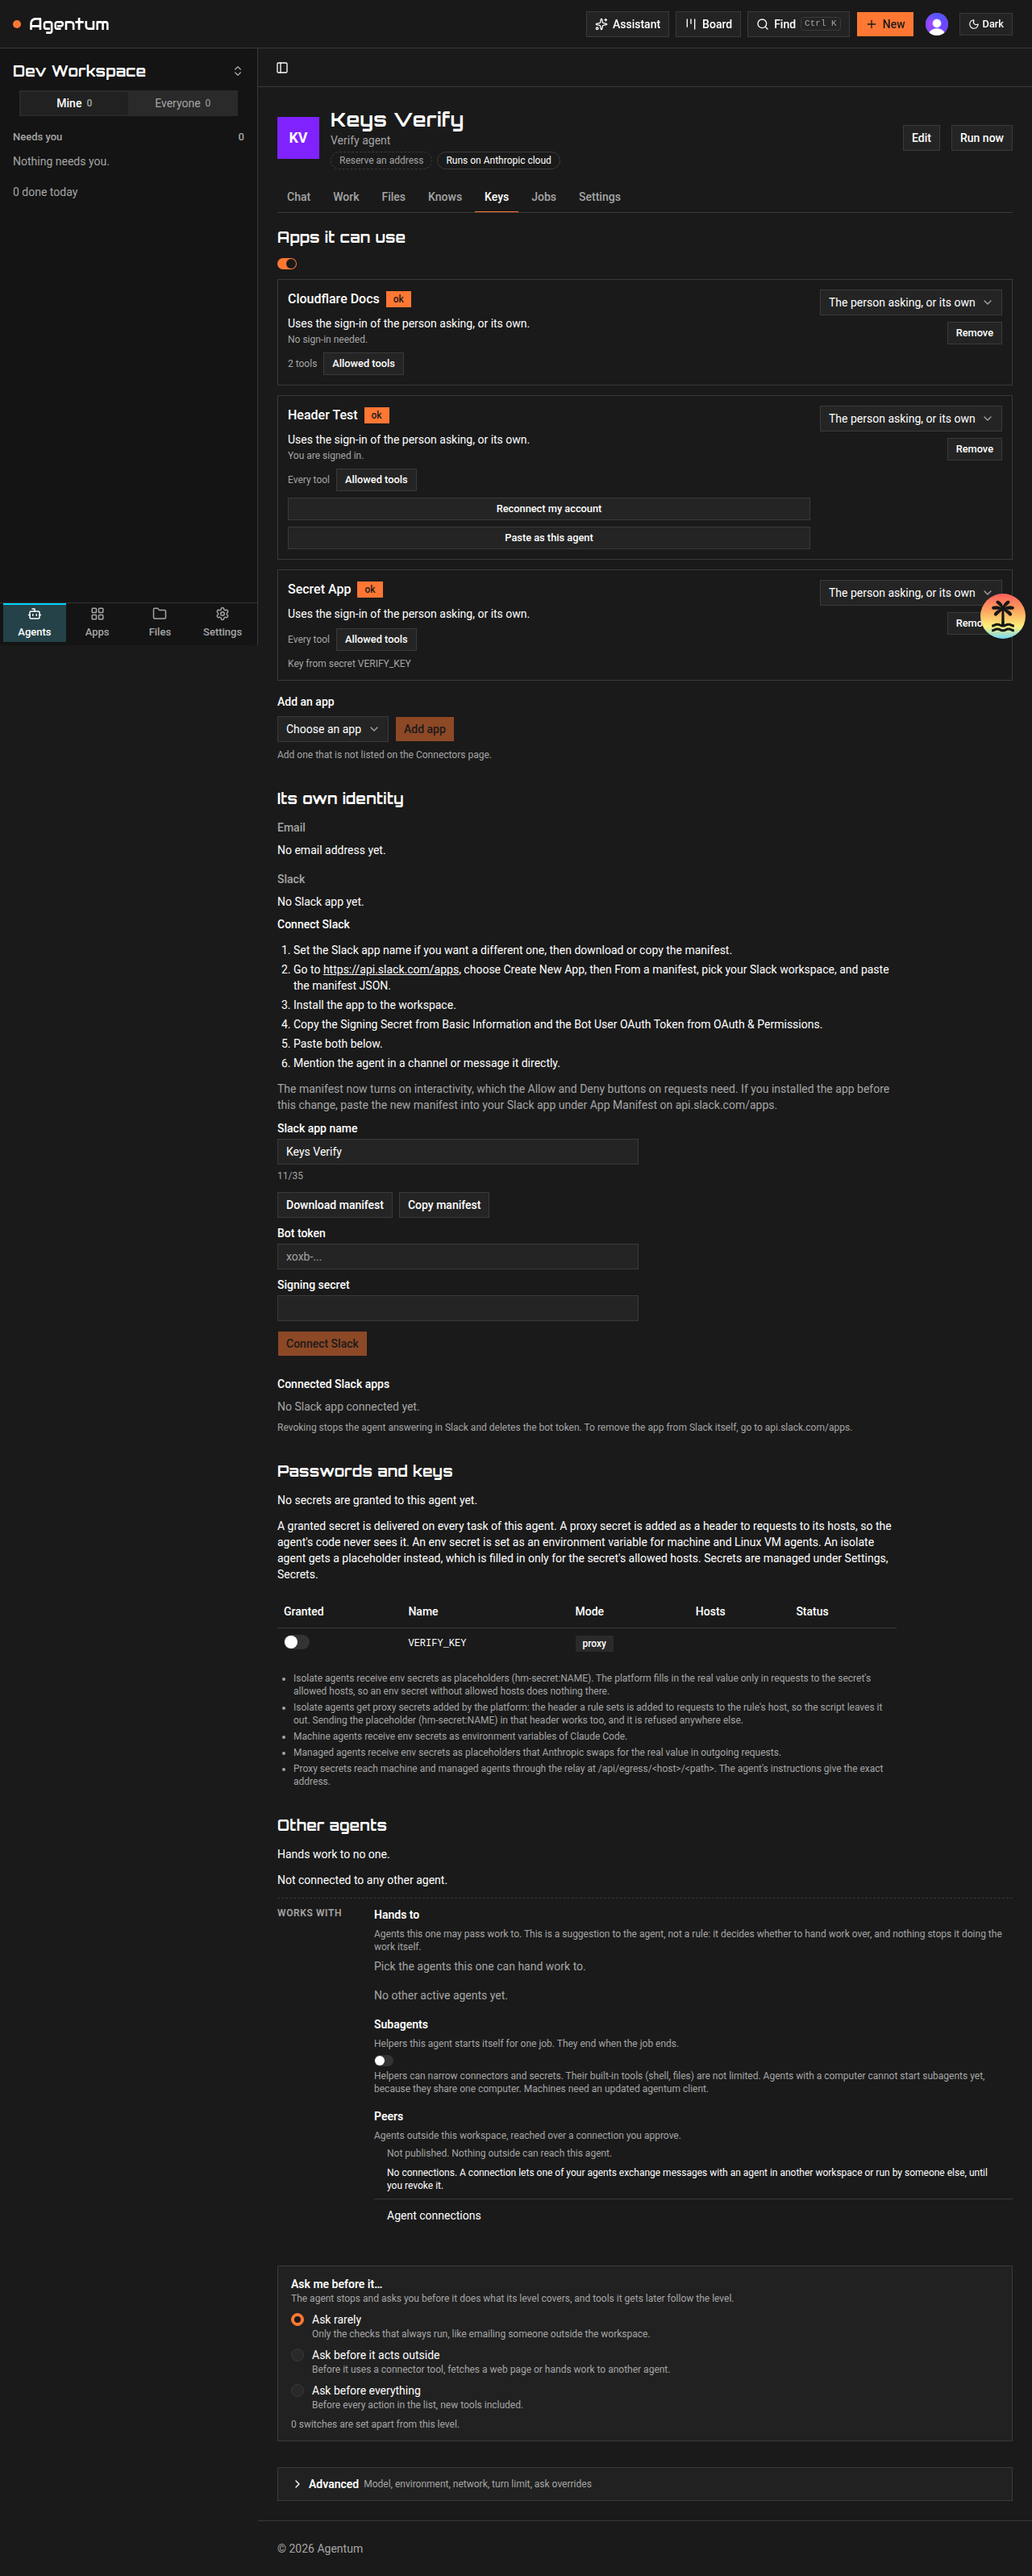 Agentum
Assistant
Board
Find Ctrl K
New
Dark
Dev Workspace
Mine 0
Everyone 0
Needs you 0
Nothing needs you.
0 done today
Agents
Apps
Files
Settings
KV
Keys Verify
Verify agent
Reserve an address
Runs on Anthropic cloud
Edit
Run now
Chat
Work
Files
Knows
Keys
Jobs
Settings
Apps it can use
Cloudflare Docs ok
The person asking, or its own
Uses the sign-in of the person asking, or its own.
Remove
No sign-in needed.
2 tools
Allowed tools
Header Test ok
The person asking, or its own
Uses the sign-in of the person asking, or its own.
Remove
You are signed in.
Every tool
Allowed tools
Reconnect my account
Paste as this agent
Secret App ok
The person asking, or its own
Uses the sign-in of the person asking, or its own.
Remo
Every tool
Allowed tools
Key from secret VERIFY_KEY
Add an app
Choose an app
Add app
Add one that is not listed on the Connectors page.
Its own identity
Email
No email address yet.
Slack
No Slack app yet.
Connect Slack
1. Set the Slack app name if you want a different one, then download or copy the manifest.
2. Go to https://api.slack.com/apps, choose Create New App, then From a manifest, pick your Slack workspace, and paste
the manifest JSON.
3. Install the app to the workspace.
4. Copy the Signing Secret from Basic Information and the Bot User OAuth Token from OAuth & Permissions.
5. Paste both below.
6. Mention the agent in a channel or message it directly.
The manifest now turns on interactivity, which the Allow and Deny buttons on requests need. If you installed the app before
this change, paste the new manifest into your Slack app under App Manifest on api.slack.com/apps.
Slack app name
Keys Verify
11/35
Download manifest
Copy manifest
Bot token
xoxb-...
Signing secret
Connect Slack
Connected Slack apps
No Slack app connected yet.
Revoking stops the agent answering in Slack and deletes the bot token. To remove the app from Slack itself, go to api.slack.com/apps.
Passwords and keys
No secrets are granted to this agent yet.
A granted secret is delivered on every task of this agent. A proxy secret is added as a header to requests to its hosts, so the
agent's code never sees it. An env secret is set as an environment variable for machine and Linux VM agents. An isolate
agent gets a placeholder instead, which is filled in only for the secret's allowed hosts. Secrets are managed under Settings,
Secrets.
Granted Name Mode Hosts Status
VERIFY_KEY proxy
• Isolate agents receive env secrets as placeholders (hm-secret:NAME). The platform fills in the real value only in requests to the secret's
allowed hosts, so an env secret without allowed hosts does nothing there.
• Isolate agents get proxy secrets added by the platform: the header a rule sets is added to requests to the rule's host, so the script leaves it
out. Sending the placeholder (hm-secret:NAME) in that header works too, and it is refused anywhere else.
• Machine agents receive env secrets as environment variables of Claude Code.
• Managed agents receive env secrets as placeholders that Anthropic swaps for the real value in outgoing requests.
• Proxy secrets reach machine and managed agents through the relay at /api/egress/<host>/<path>. The agent's instructions give the exact
address.
Other agents
Hands work to no one.
Not connected to any other agent.
WORKS WITH
Hands to
Agents this one may pass work to. This is a suggestion to the agent, not a rule: it decides whether to hand work over, and nothing stops it doing the
work itself.
Pick the agents this one can hand work to.
No other active agents yet.
Subagents
Helpers this agent starts itself for one job. They end when the job ends.
Helpers can narrow connectors and secrets. Their built-in tools (shell, files) are not limited. Agents with a computer cannot start subagents yet,
because they share one computer. Machines need an updated agentum client.
Peers
Agents outside this workspace, reached over a connection you approve.
Not published. Nothing outside can reach this agent.
No connections. A connection lets one of your agents exchange messages with an agent in another workspace or run by someone else, until
you revoke it.
Agent connections
Ask me before it...
The agent stops and asks you before it does what its level covers, and tools it gets later follow the level.
Ask rarely
Only the checks that always run, like emailing someone outside the workspace.
Ask before it acts outside
Before it uses a connector tool, fetches a web page or hands work to another agent.
Ask before everything
Before every action in the list, new tools included.
0 switches are set apart from this level.
Advanced Model, environment, network, turn limit, ask overrides
© 2026 Agentum